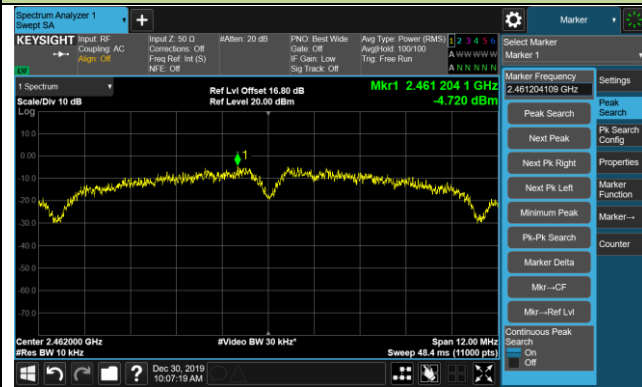 Spectrum Analyzer 1
Swept SA
Marker
KEYSIGHT
Input: RF
Coupling: AC
Align: Off
Input Z: 50 Ω
Corrections: Off
Freq Ref: Int (S)
NFE: Off
#Atten: 20 dB
PNO: Best Wide
Gate: Off
IF Gain: Low
Sig Track: Off
Avg Type: Power (RMS)
Avg|Hold: 100/100
Trig: Free Run
1 2 3 4 5 6
A W W W W W
A N N N N N
LW
Select Marker
Marker 1
1 Spectrum
Scale/Div 10 dB
Log
Ref Lvl Offset 16.80 dB
Ref Level 20.00 dBm
Mkr1 2.461 204 1 GHz
-4.720 dBm
10.0
0.00
-10.0
-20.0
-30.0
-40.0
-50.0
-60.0
-70.0
1
Center 2.462000 GHz
#Res BW 10 kHz
#Video BW 30 kHz*
Span 12.00 MHz
Sweep 48.4 ms (11000 pts)
Marker Frequency
2.461204109 GHz
Peak Search
Next Peak
Next Pk Right
Next Pk Left
Minimum Peak
Pk-Pk Search
Marker Delta
Mkr→CF
Mkr→Ref Lvl
Continuous Peak
Search
On
Off
Settings
Peak
Search
Pk Search
Config
Properties
Marker
Function
Marker→
Counter
?
Dec 30, 2019
10:07:19 AM